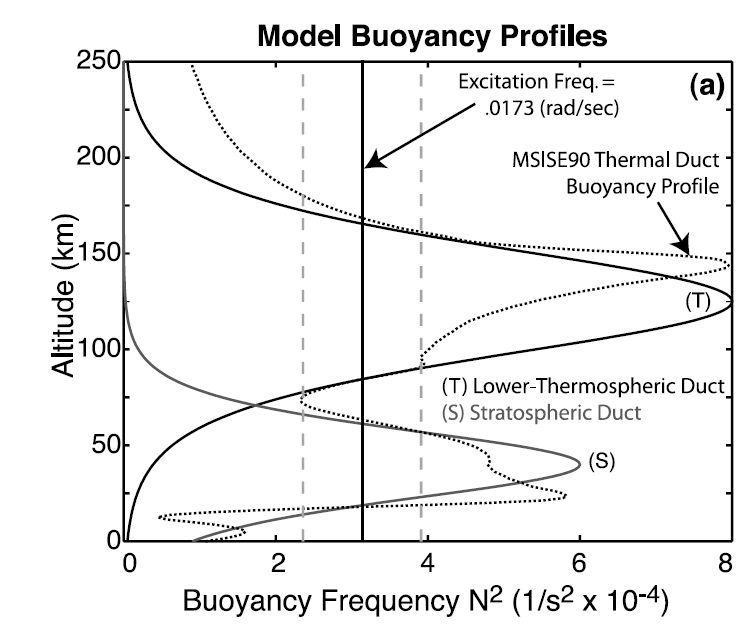 Model Buoyancy Profiles
(a)
Excitation Freq. =
.0173 (rad/sec)
MSISE90 Thermal Duct
Buoyancy Profile
(T)
(T) Lower-Thermospheric Duct
(S) Stratospheric Duct
(S)
Altitude (km)
250
200
150
100
50
0
0 2 4 6 8
Buoyancy Frequency N² (1/s² x 10⁻⁴)